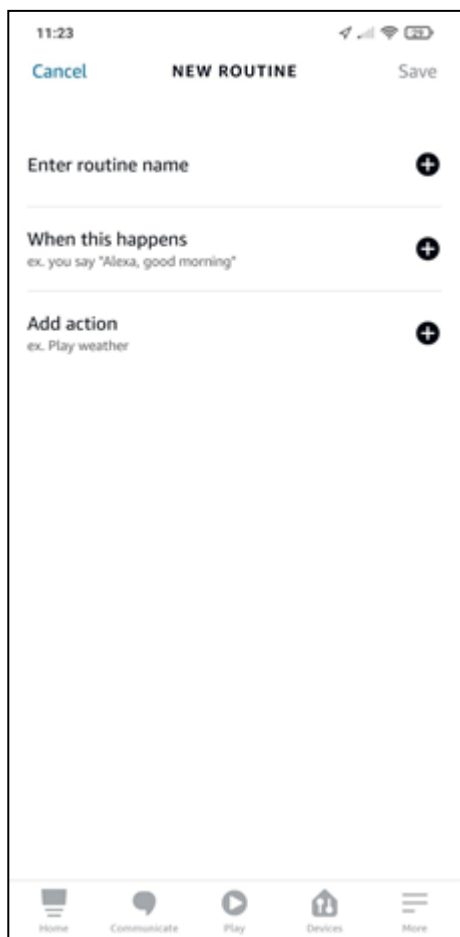 11:23
29
Cancel NEW ROUTINE Save
Enter routine name
When this happens
ex. you say "Alexa, good morning"
Add action
ex. Play weather
Home Communicate Play Devices More